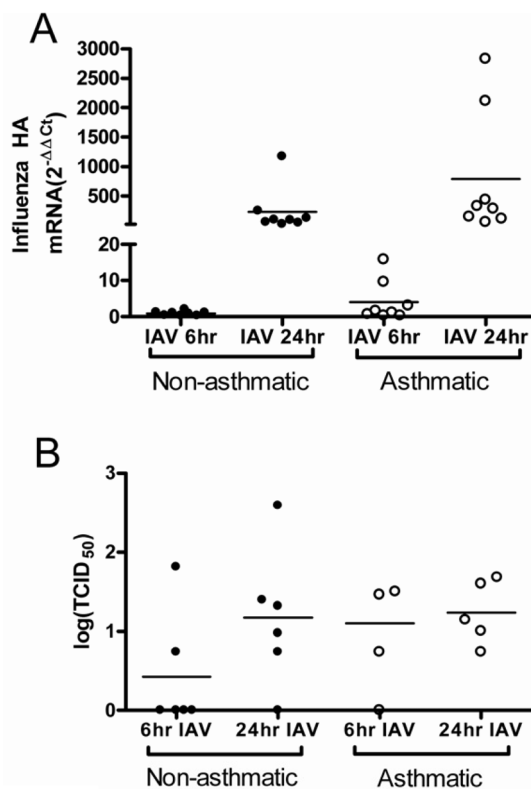 A
Influenza HA
mRNA(2^-ΔΔCt)
3000
2500
2000
1500
1000
500
20
10
0
IAV 6hr IAV 24hr IAV 6hr IAV 24hr
Non-asthmatic Asthmatic
B
log(TCID50)
3
2
1
0
6hr IAV 24hr IAV 6hr IAV 24hr IAV
Non-asthmatic Asthmatic